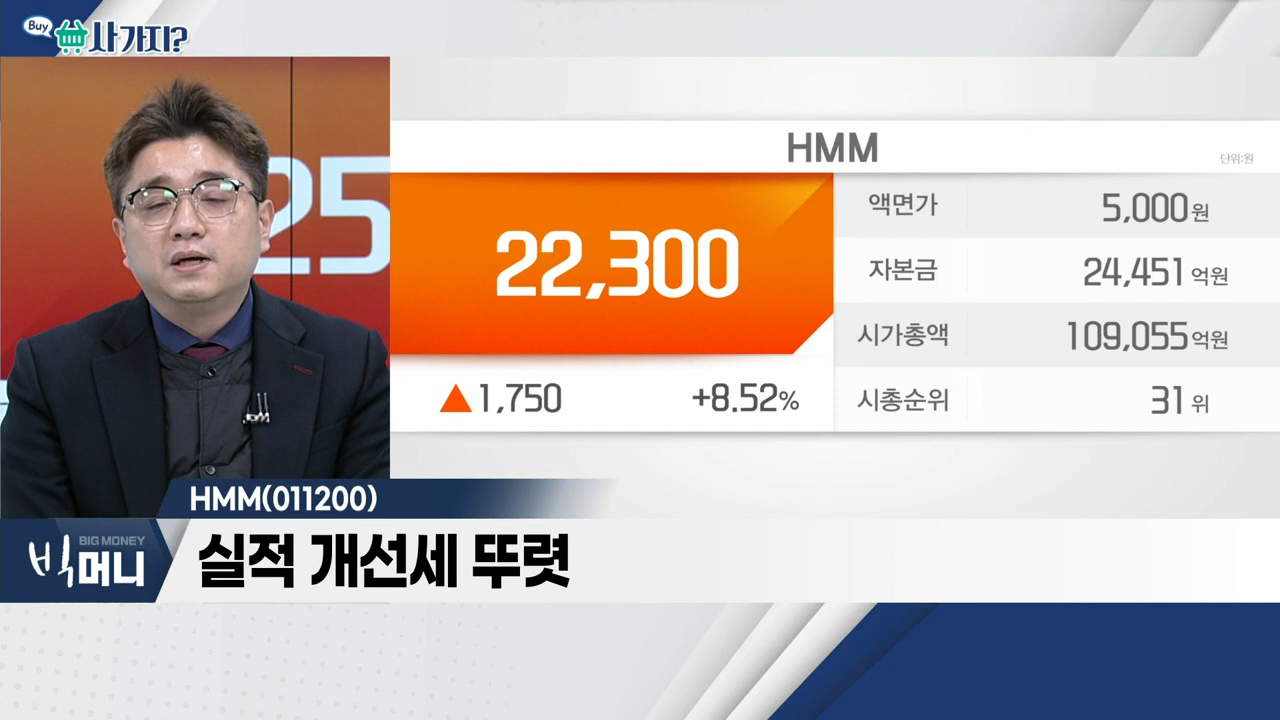 Buy 사가지?
25
HMM
단위:원
22,300
▲1,750 +8.52%
액면가 5,000원
자본금 24,451억원
시가총액 109,055억원
시총순위 31위
HMM(011200)
BIG MONEY
빅머니
실적 개선세 뚜렷